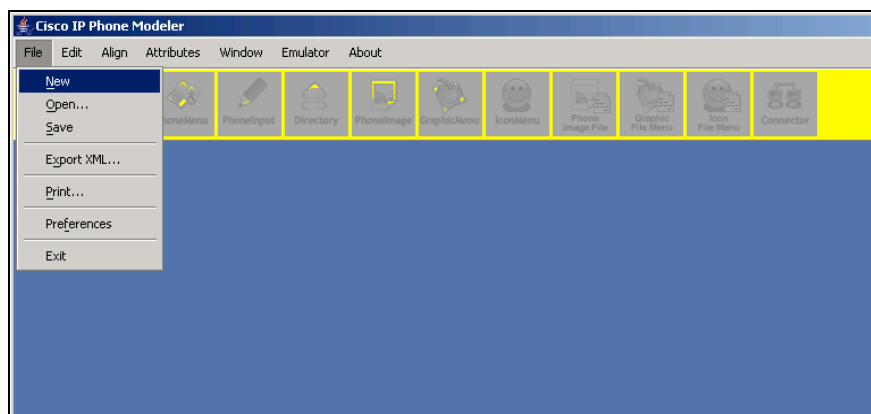 Cisco IP Phone Modeler
File Edit Align Attributes Window Emulator About
New
Open...
Save
Export XML...
Print...
Preferences
Exit
honeMenu
PhoneInput
Directory
PhoneImage
GraphicMenu
IconMenu
Phone
Image File
Graphic
File Menu
Icon
File Menu
Connector